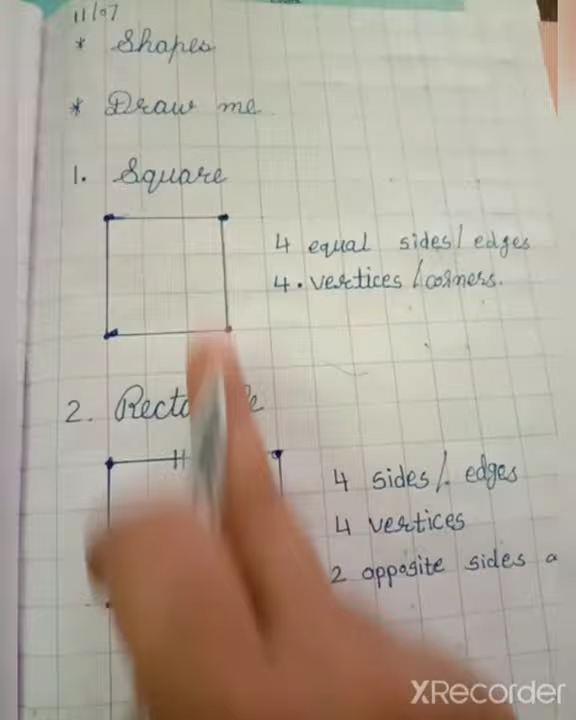 11/07
* Shapes
* Draw me
1. Square
4 equal sides/edges
4.vertices/corners.
2.
4 sides/. edges
4 vertices
2 opposite sides a
XRecorder